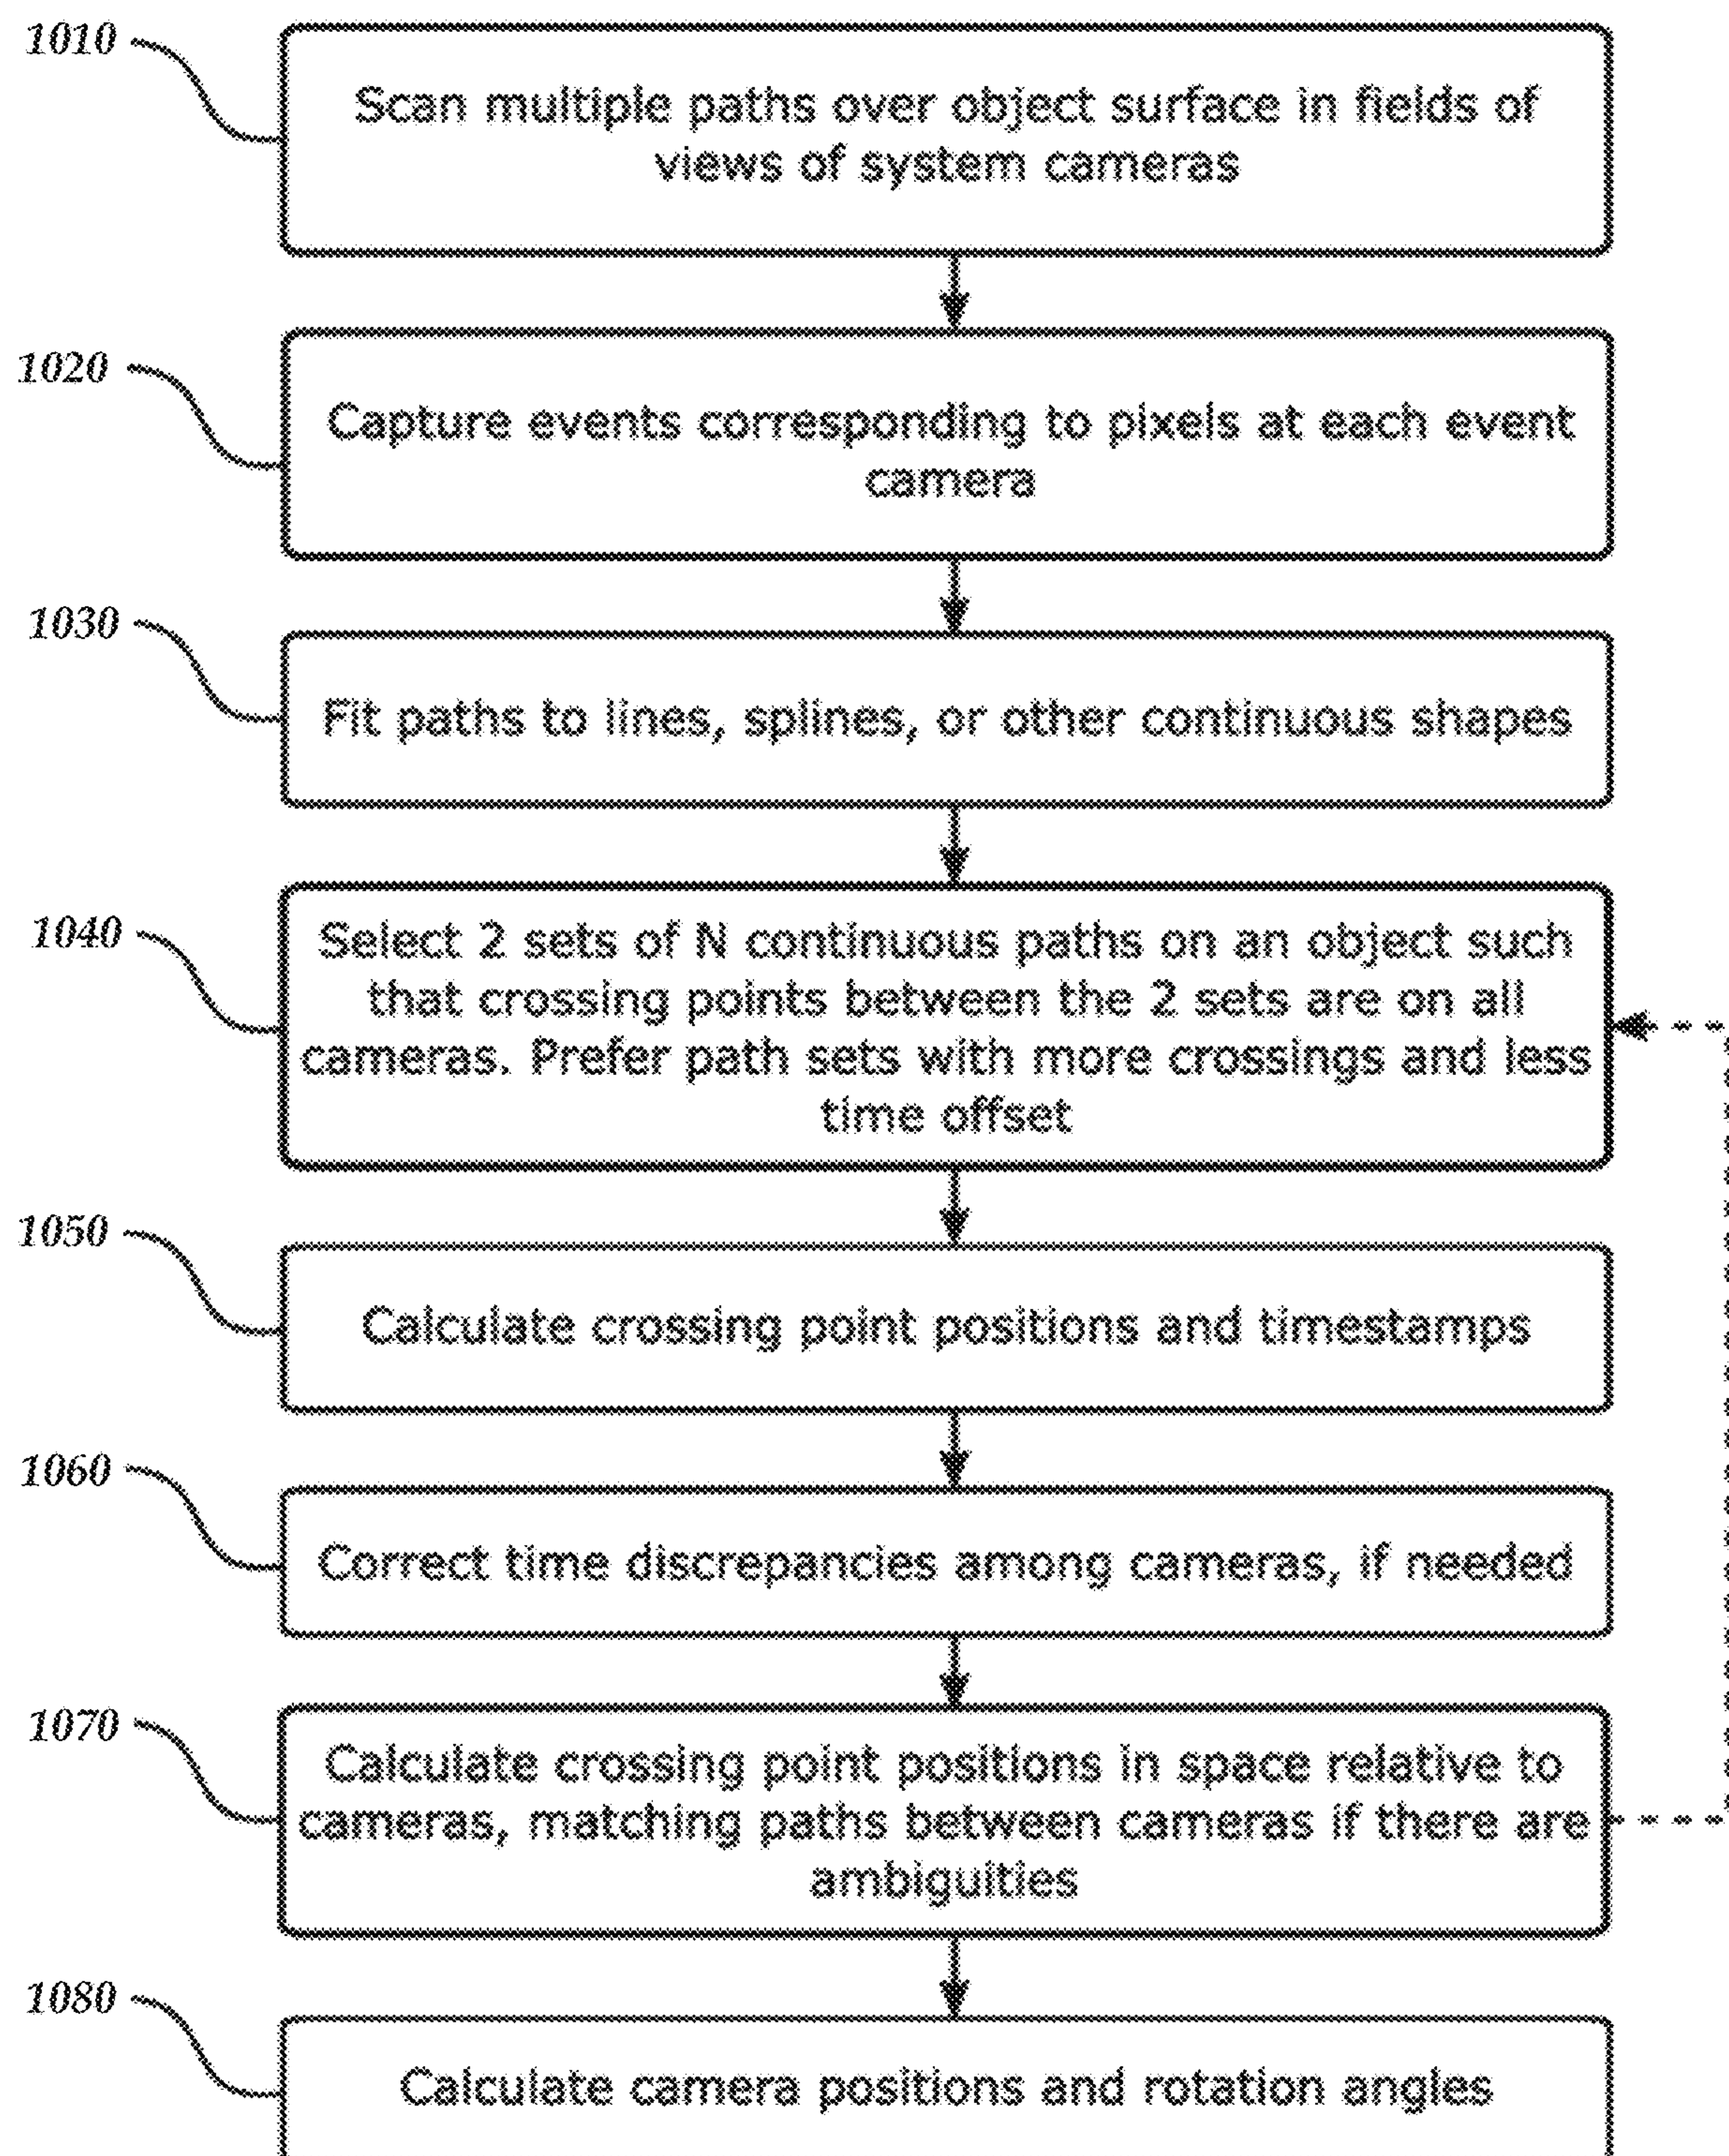 1010
Scan multiple paths over object surface in fields of
views of system cameras
1020
Capture events corresponding to pixels at each event
camera
1030
Fit paths to lines, splines, or other continuous shapes
1040
Select 2 sets of N continuous paths on an object such
that crossing points between the 2 sets are on all
cameras. Prefer path sets with more crossings and less
time offset
1050
Calculate crossing point positions and timestamps
1060
Correct time discrepancies among cameras, if needed
1070
Calculate crossing point positions in space relative to
cameras, matching paths between cameras if there are
ambiguities
1080
Calculate camera positions and rotation angles